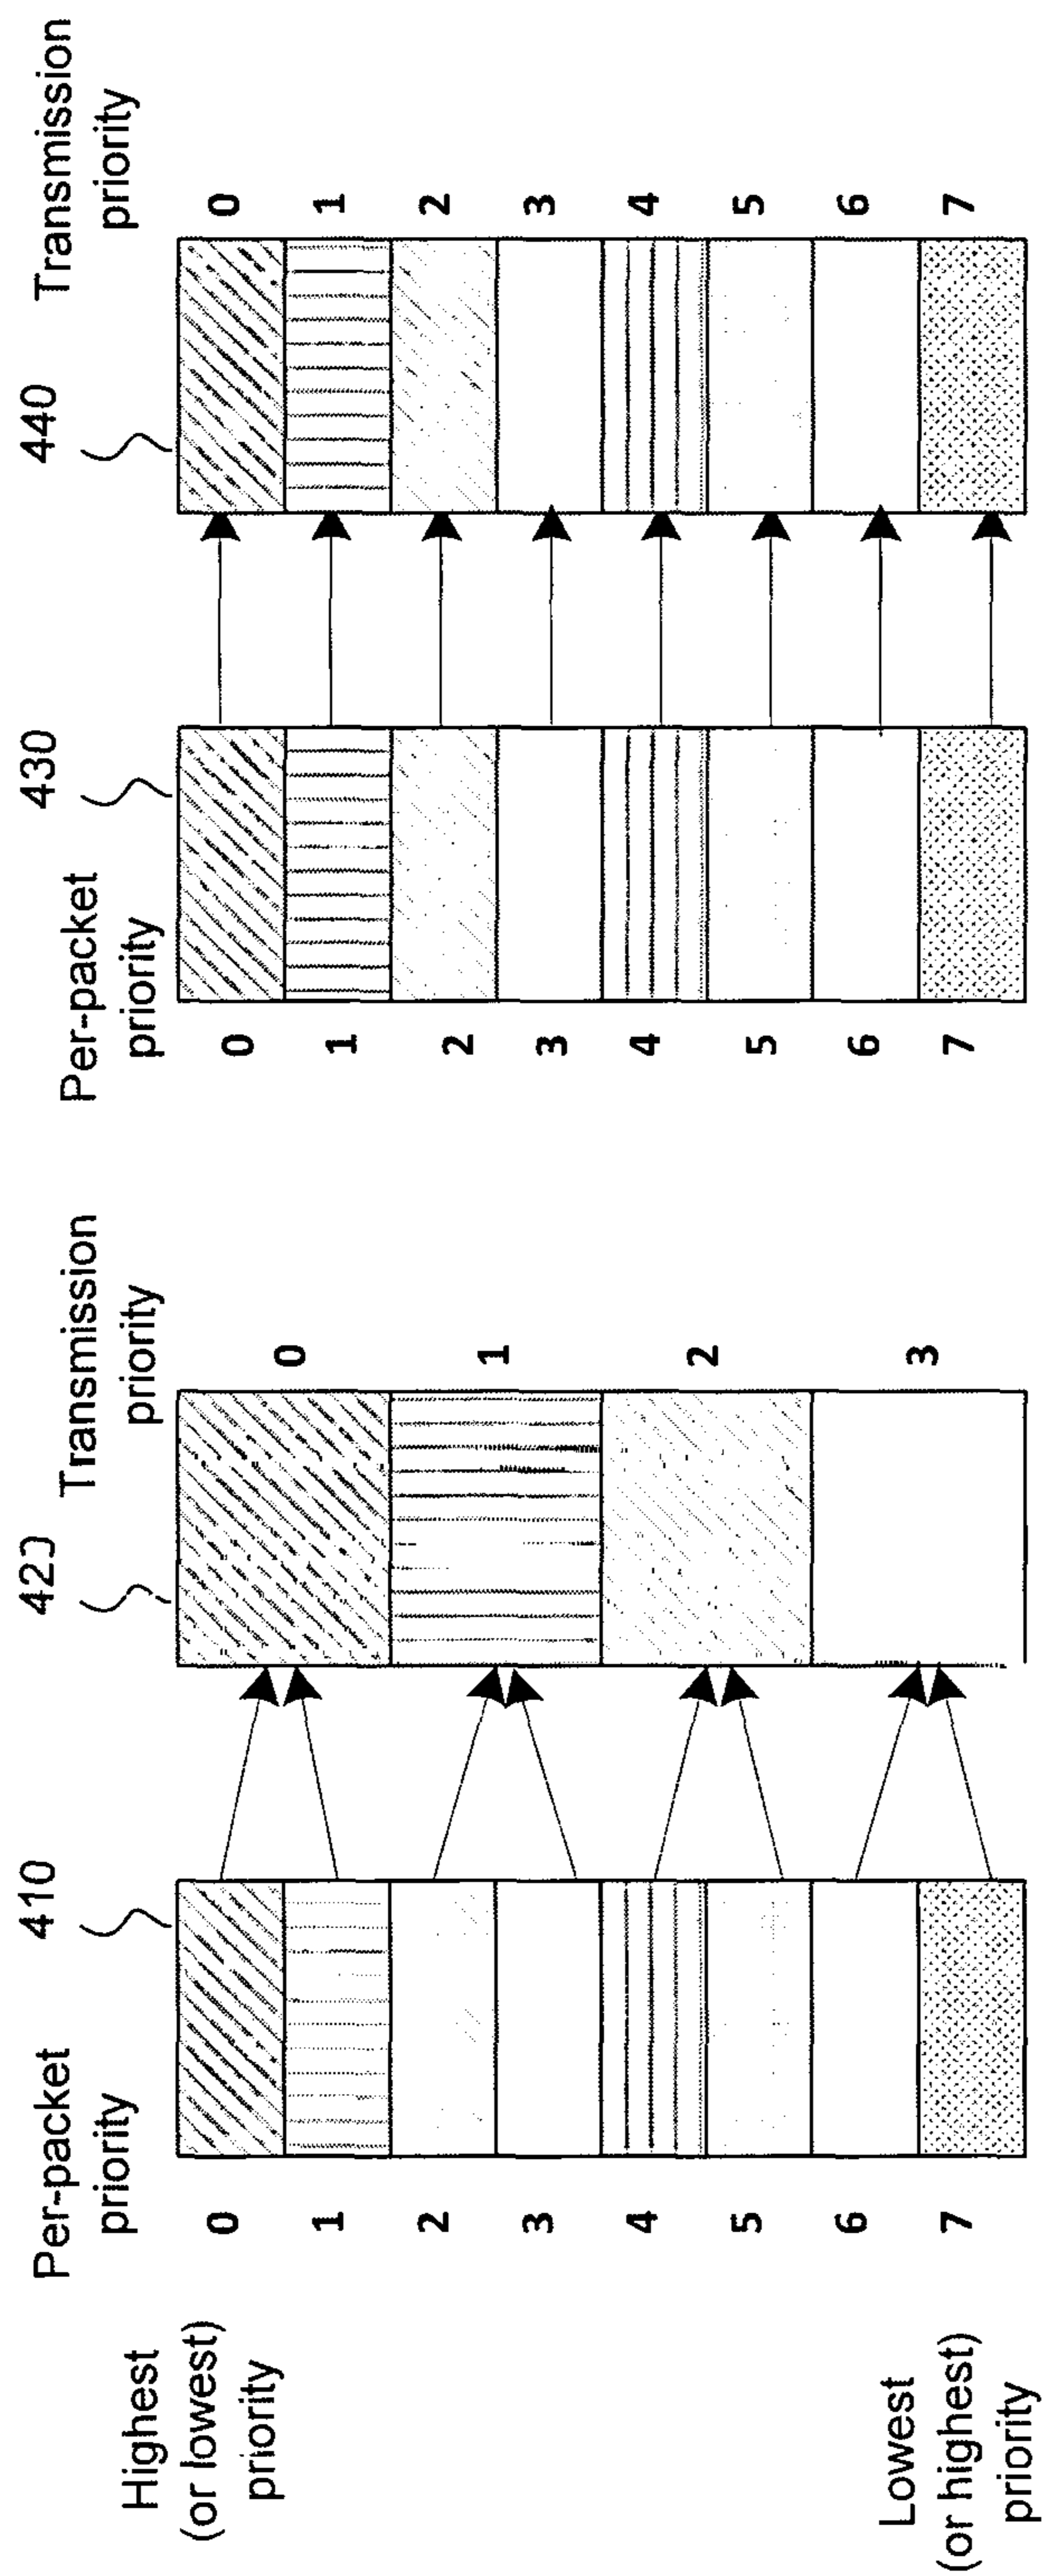 Highest
(or lowest)
priority
Lowest
(or highest)
priority
Per-packet
priority
410
0
1
2
3
4
5
6
7
420
Transmission
priority
0
1
2
3
Per-packet
priority
430
0
1
2
3
4
5
6
7
440
Transmission
priority
0
1
2
3
4
5
6
7